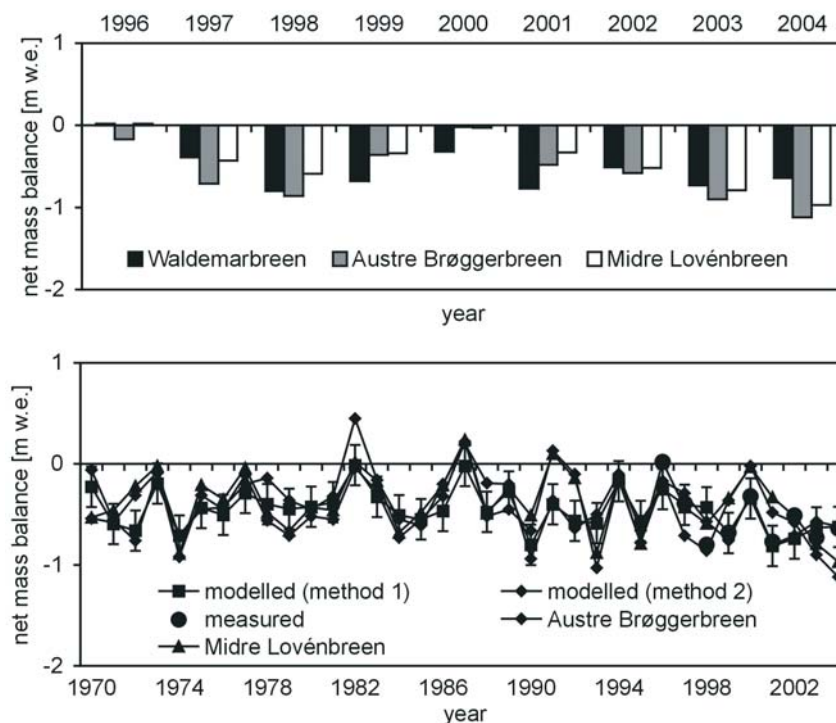 1996 1997 1998 1999 2000 2001 2002 2003 2004
net mass balance [m w.e.]
1
0
-1
-2
Waldemarbreen Austre Brøggerbreen Midre Lovénbreen
year
net mass balance [m w.e.]
1
0
-1
-2
modelled (method 1) modelled (method 2)
measured Austre Brøggerbreen
Midre Lovénbreen
1970 1974 1978 1982 1986 1990 1994 1998 2002
year